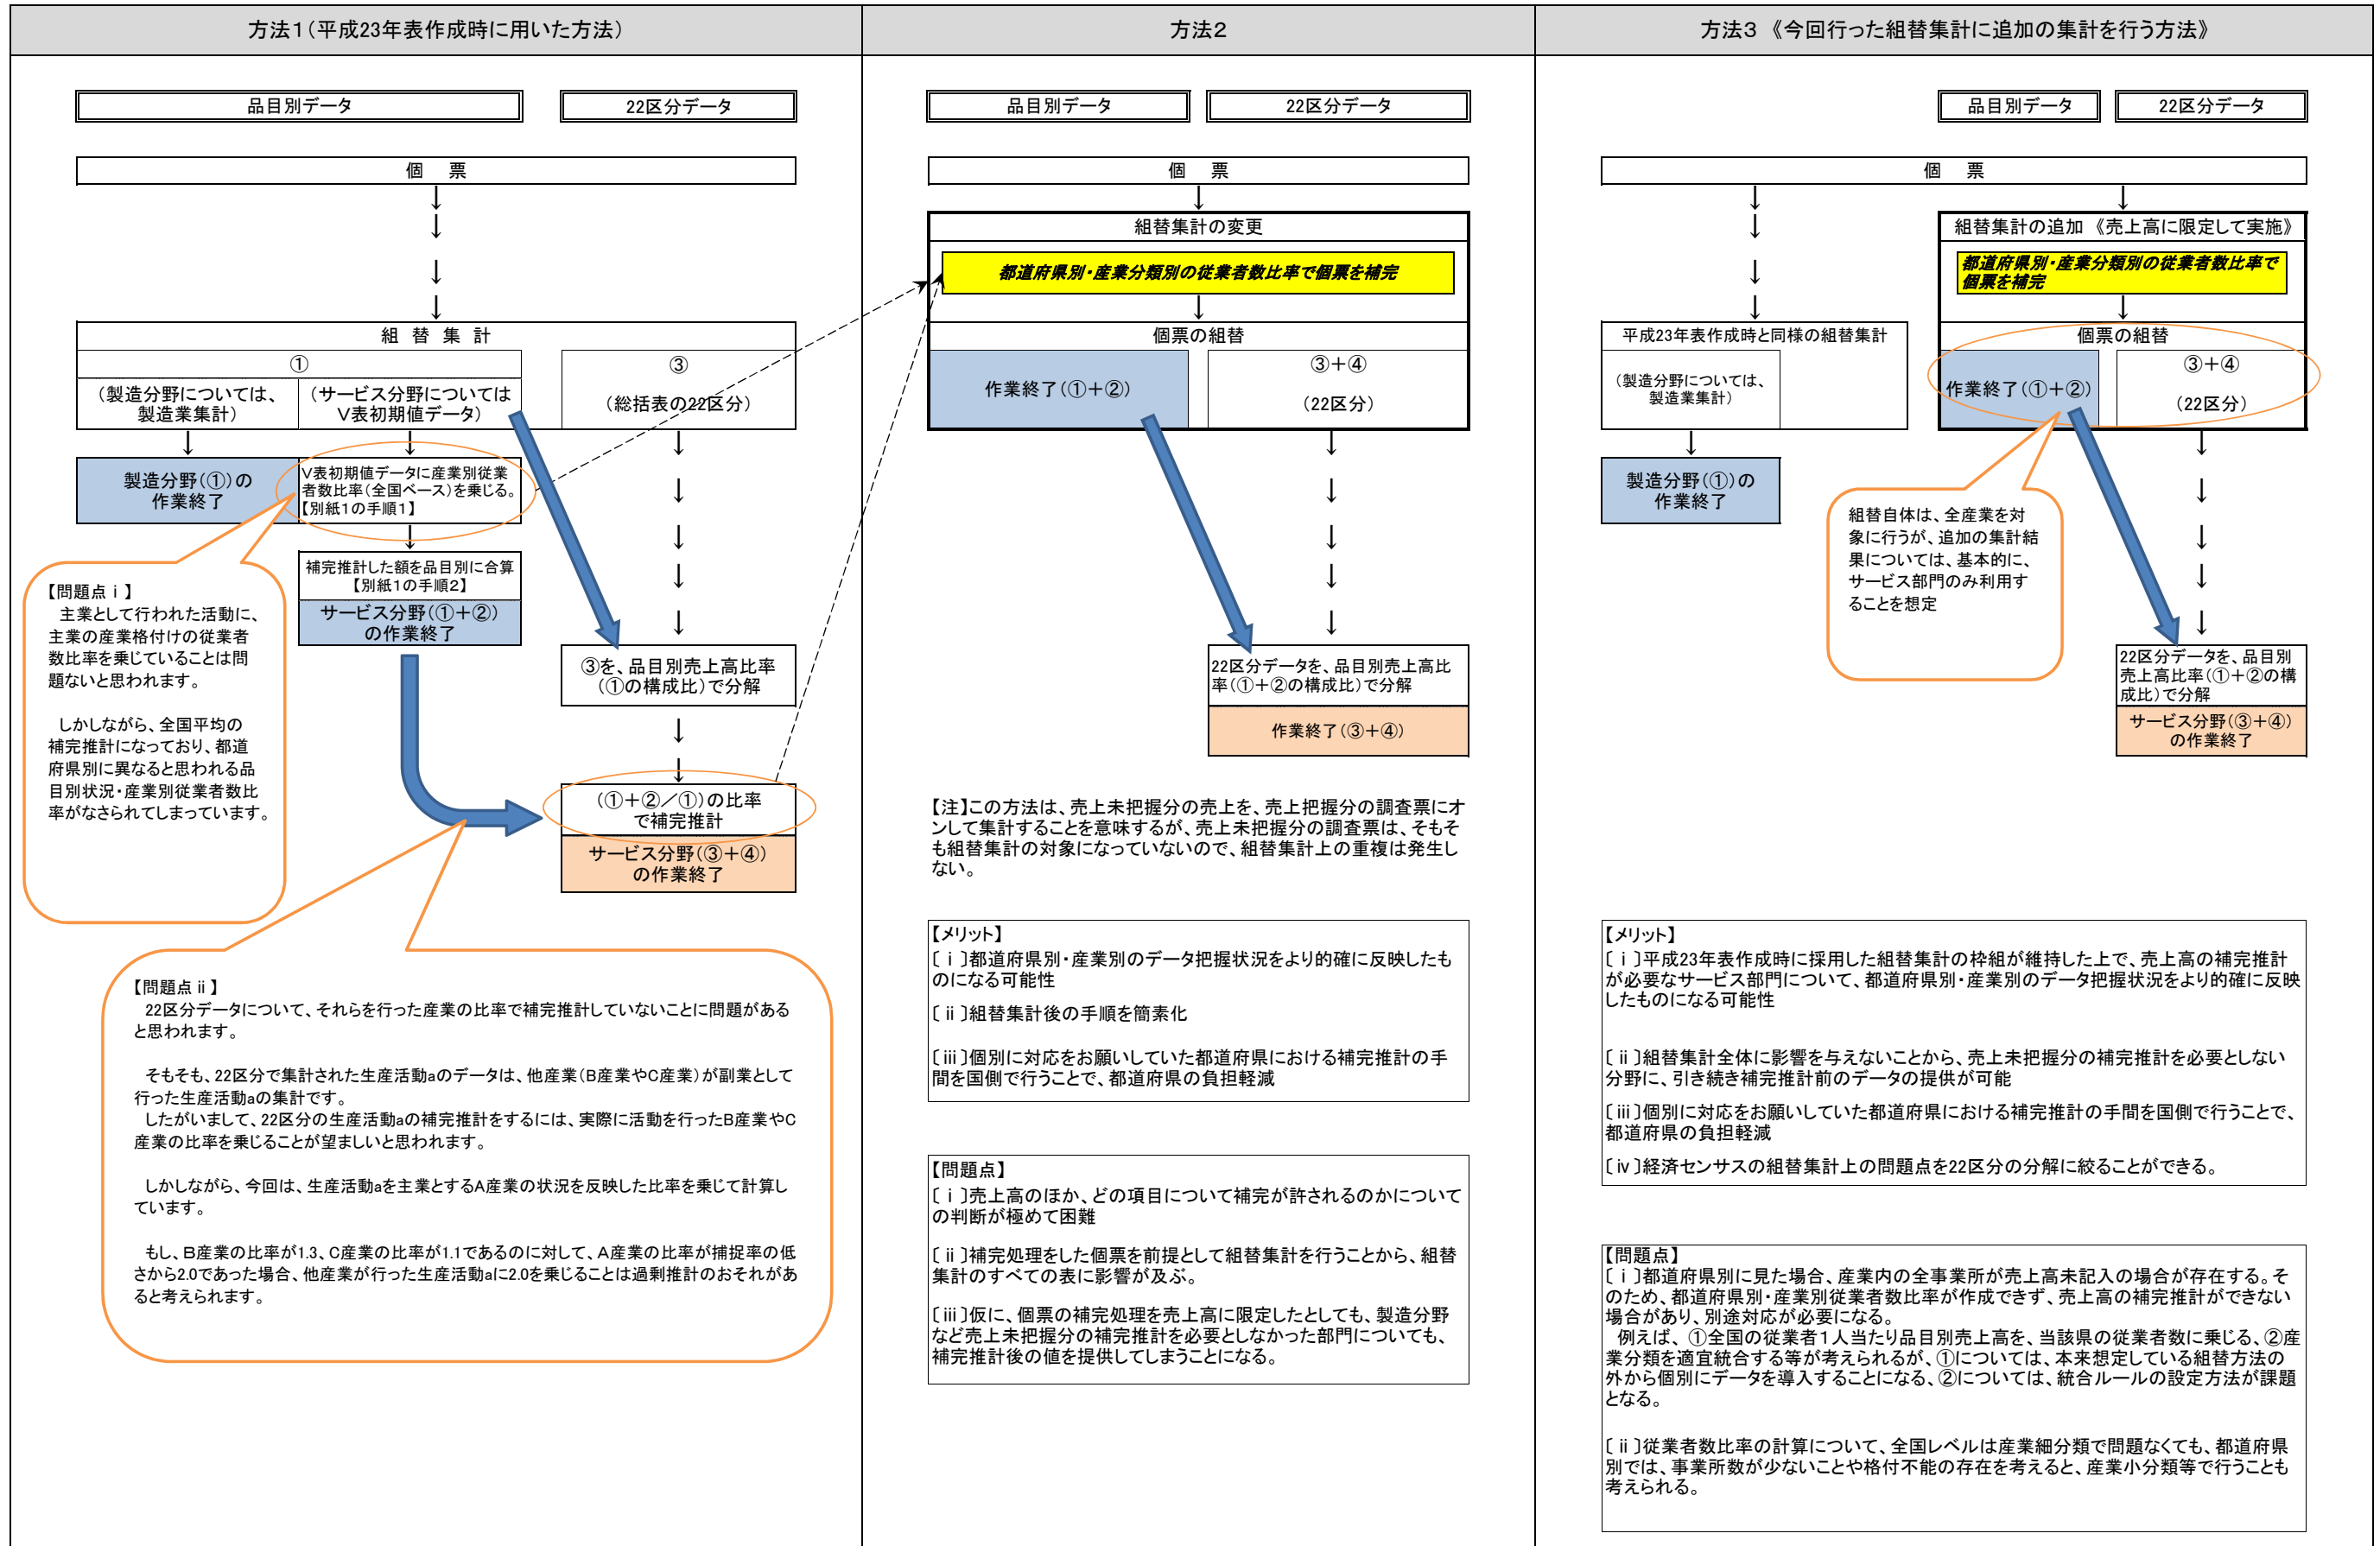 方法１（平成23年表作成時に用いた方法）
品目別データ
22区分データ
個　票
↓
↓
↓
↓
組 替 集 計
①
（製造分野については、
製造業集計）
（サービス分野については
Ｖ表初期値データ）
③
（総括表の22区分）
↓
↓
↓
製造分野（①）の
作業終了
Ｖ表初期値データに産業別従業
者数比率（全国ベース）を乗じる。
【別紙１の手順１】
↓
補完推計した額を品目別に合算
【別紙１の手順２】
サービス分野（①＋②）
の作業終了
↓
↓
↓
↓
③を、品目別売上高比率
（①の構成比）で分解
↓
↓
（①＋②／①）の比率
で補完推計
サービス分野（③＋④）
の作業終了
【問題点ⅰ】
主業として行われた活動に、
主業の産業格付けの従業者
数比率を乗じていることは問
題ないと思われます。
しかしながら、全国平均の
補完推計になっており、都道
府県別に異なると思われる品
目別状況・産業別従業者数比
率がなさられてしまっています。
【問題点ⅱ】
22区分データについて、それらを行った産業の比率で補完推計していないことに問題がある
と思われます。
そもそも、22区分で集計された生産活動aのデータは、他産業（B産業やC産業）が副業として
行った生産活動aの集計です。
したがいまして、22区分の生産活動aの補完推計をするには、実際に活動を行ったB産業やC
産業の比率を乗じることが望ましいと思われます。
しかしながら、今回は、生産活動aを主業とするA産業の状況を反映した比率を乗じて計算し
ています。
もし、B産業の比率が1.3、C産業の比率が1.1であるのに対して、A産業の比率が捕捉率の低
さから2.0であった場合、他産業が行った生産活動aに2.0を乗じることは過剰推計のおそれがあ
ると考えられます。
方法２
品目別データ
22区分データ
個　票
↓
組替集計の変更
都道府県別・産業分類別の従業者数比率で個票を補完
↓
個票の組替
作業終了（①＋②）
③＋④
（22区分）
↓
↓
↓
↓
↓
22区分データを、品目別売上高比
率（①＋②の構成比）で分解
作業終了（③＋④）
【注】この方法は、売上未把握分の売上を、売上把握分の調査票にオ
ンして集計することを意味するが、売上未把握分の調査票は、そもそ
も組替集計の対象になっていないので、組替集計上の重複は発生し
ない。
【メリット】
〔ⅰ〕都道府県別・産業別のデータ把握状況をより的確に反映したも
のになる可能性
〔ⅱ〕組替集計後の手順を簡素化
〔ⅲ〕個別に対応をお願いしていた都道府県における補完推計の手
間を国側で行うことで、都道府県の負担軽減
【問題点】
〔ⅰ〕売上高のほか、どの項目について補完が許されるのかについて
の判断が極めて困難
〔ⅱ〕補完処理をした個票を前提として組替集計を行うことから、組替
集計のすべての表に影響が及ぶ。
〔ⅲ〕仮に、個票の補完処理を売上高に限定したとしても、製造分野
など売上未把握分の補完推計を必要としなかった部門についても、
補完推計後の値を提供してしまうことになる。
方法３ 《今回行った組替集計に追加の集計を行う方法》
品目別データ
22区分データ
個　票
↓
↓
↓
↓
平成23年表作成時と同様の組替集計
（製造分野については、
製造業集計）
↓
製造分野（①）の
作業終了
↓
組替集計の追加 《売上高に限定して実施》
都道府県別・産業分類別の従業者数比率で
個票を補完
↓
個票の組替
作業終了（①＋②）
③＋④
（22区分）
↓
↓
↓
↓
↓
組替自体は、全産業を対
象に行うが、追加の集計結
果については、基本的に、
サービス部門のみ利用す
ることを想定
22区分データを、品目別
売上高比率（①＋②の構
成比）で分解
サービス分野（③＋④）
の作業終了
【メリット】
〔ⅰ〕平成23年表作成時に採用した組替集計の枠組が維持した上で、売上高の補完推計
が必要なサービス部門について、都道府県別・産業別のデータ把握状況をより的確に反映
したものになる可能性
〔ⅱ〕組替集計全体に影響を与えないことから、売上未把握分の補完推計を必要としない
分野に、引き続き補完推計前のデータの提供が可能
〔ⅲ〕個別に対応をお願いしていた都道府県における補完推計の手間を国側で行うことで、
都道府県の負担軽減
〔ⅳ〕経済センサスの組替集計上の問題点を22区分の分解に絞ることができる。
【問題点】
〔ⅰ〕都道府県別に見た場合、産業内の全事業所が売上高未記入の場合が存在する。そ
のため、都道府県別・産業別従業者数比率が作成できず、売上高の補完推計ができない
場合があり、別途対応が必要になる。
例えば、①全国の従業者１人当たり品目別売上高を、当該県の従業者数に乗じる、②産
業分類を適宜統合する等が考えられるが、①については、本来想定している組替方法の
外から個別にデータを導入することになる、②については、統合ルールの設定方法が課題
となる。
〔ⅱ〕従業者数比率の計算について、全国レベルは産業細分類で問題なくても、都道府県
別では、事業所数が少ないことや格付不能の存在を考えると、産業小分類等で行うことも
考えられる。